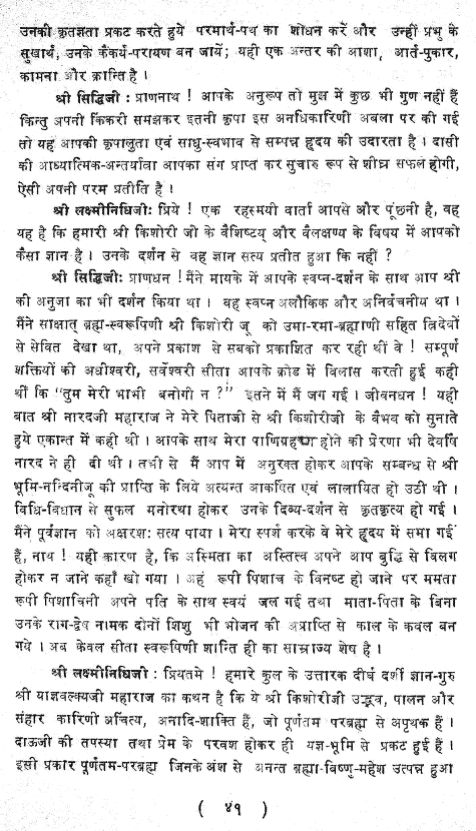 उनकी कृतज्ञता प्रकट करते हुये परमार्थ-पथ का शोधन करें और उन्हीं प्रभु के
सुखार्थ, उनके कैंकर्य-परायण बन जायें; यही एक अन्तर की आशा, आर्त-पुकार,
कामना और क्रान्ति है ।
श्री सिद्धिजी : प्राणनाथ ! आपके अनुरूप तो मुझ में कुछ भी गुण नहीं हैं
किन्तु अपनी किंकरी समझकर इतनी कृपा इस अनधिकारिणी अबला पर की गई
तो यह आपकी कृपालुता एवं साधु-स्वभाव से सम्पन्न हृदय की उदारता है । दासी
की आध्यात्मिक-अन्तर्यात्रा आपका संग प्राप्त कर सुचारु रूप से शीघ्र सफल होगी,
ऐसी अपनी परम प्रतीति है ।
श्री लक्ष्मीनिधिजी: प्रिये ! एक रहस्मयी वार्ता आपसे और पूंछनी है, वह
यह है कि हमारी श्री किशोरी जी के वैशिष्टय् और वैलक्षण्य के विषय में आपको
कैसा ज्ञान है । उनके दर्शन से वह ज्ञान सत्य प्रतीत हुआ कि नहीं ?
श्री सिद्धिजी: प्राणधन ! मैंने मायके में आपके स्वप्न-दर्शन के साथ आप श्री
की अनुजा का भी दर्शन किया था । वह स्वप्न अलौकिक और अनिर्वचनीय था ।
मैंने साक्षात् ब्रह्म-स्वरूपिणी श्री किशोरी जू को उमा-रमा-ब्रह्माणी सहित त्रिदेवों
से सेवित देखा था, अपने प्रकाश से सबको प्रकाशित कर रही थीं वे ! सम्पूर्ण
शक्तियों की अधीश्वरी, सर्वेश्वरी सीता आपके क्रोड में विलास करती हुई कही
थीं कि "तुम मेरी भाभी बनोगी न ?" इतने में मैं जग गई । जीवनधन ! यही
बात श्री नारदजी महाराज ने मेरे पिताजी से श्री किशोरीजी के वैभव को सुनाते
हुये एकान्त में कही थी । आपके साथ मेरा पाणिग्रहण होने की प्रेरणा भी देवर्षि
नारद ने ही दी थी । तभी से मैं आप में अनुरक्त होकर आपके सम्बन्ध से श्री
भूमि-नन्दिनीजू की प्राप्ति के लिये अत्यन्त आकर्षित एवं लालायित हो उठी थी ।
विधि-विधान से सुफल मनोरथा होकर उनके दिव्य-दर्शन से कृतकृत्य हो गई ।
मैंने पूर्वज्ञान को अक्षरशः सत्य पाया । मेरा स्पर्श करके वे मेरे हृदय में समा गई
हैं, नाथ ! यही कारण है, कि अस्मिता का अस्तित्व अपने आप बुद्धि से विलग
होकर न जाने कहाँ खो गया । अहं रूपी पिशाच के विनष्ट हो जाने पर ममता
रूपी पिशाचिनी अपने पति के साथ स्वयं जल गई तथा माता-पिता के बिना
उनके राग-द्वेष नामक दोनों शिशु भी भोजन की अप्राप्ति से काल के कवल बन
गये । अब केवल सीता स्वरूपिणी शान्ति ही का साम्राज्य शेष है ।
श्री लक्ष्मीनिधिजी : प्रियतमे ! हमारे कुल के उत्तारक दीर्घ दर्शी ज्ञान-गुरु
श्री याज्ञवल्क्यजी महाराज का कथन है कि ये श्री किशोरीजी उद्भव, पालन और
संहार कारिणी अचिंत्य, अनादि-शाक्ति हैं, जो पूर्णतम परब्रह्म से अपृथक हैं ।
दाऊजी की तपस्या तथा प्रेम के परवश होकर ही यज्ञ-भूमि से प्रकट हुई हैं ।
इसी प्रकार पूर्णतम-परब्रह्म जिनके अंश से अनन्त ब्रह्मा-विष्णु-महेश उत्पन्न हुआ
( ४१ )